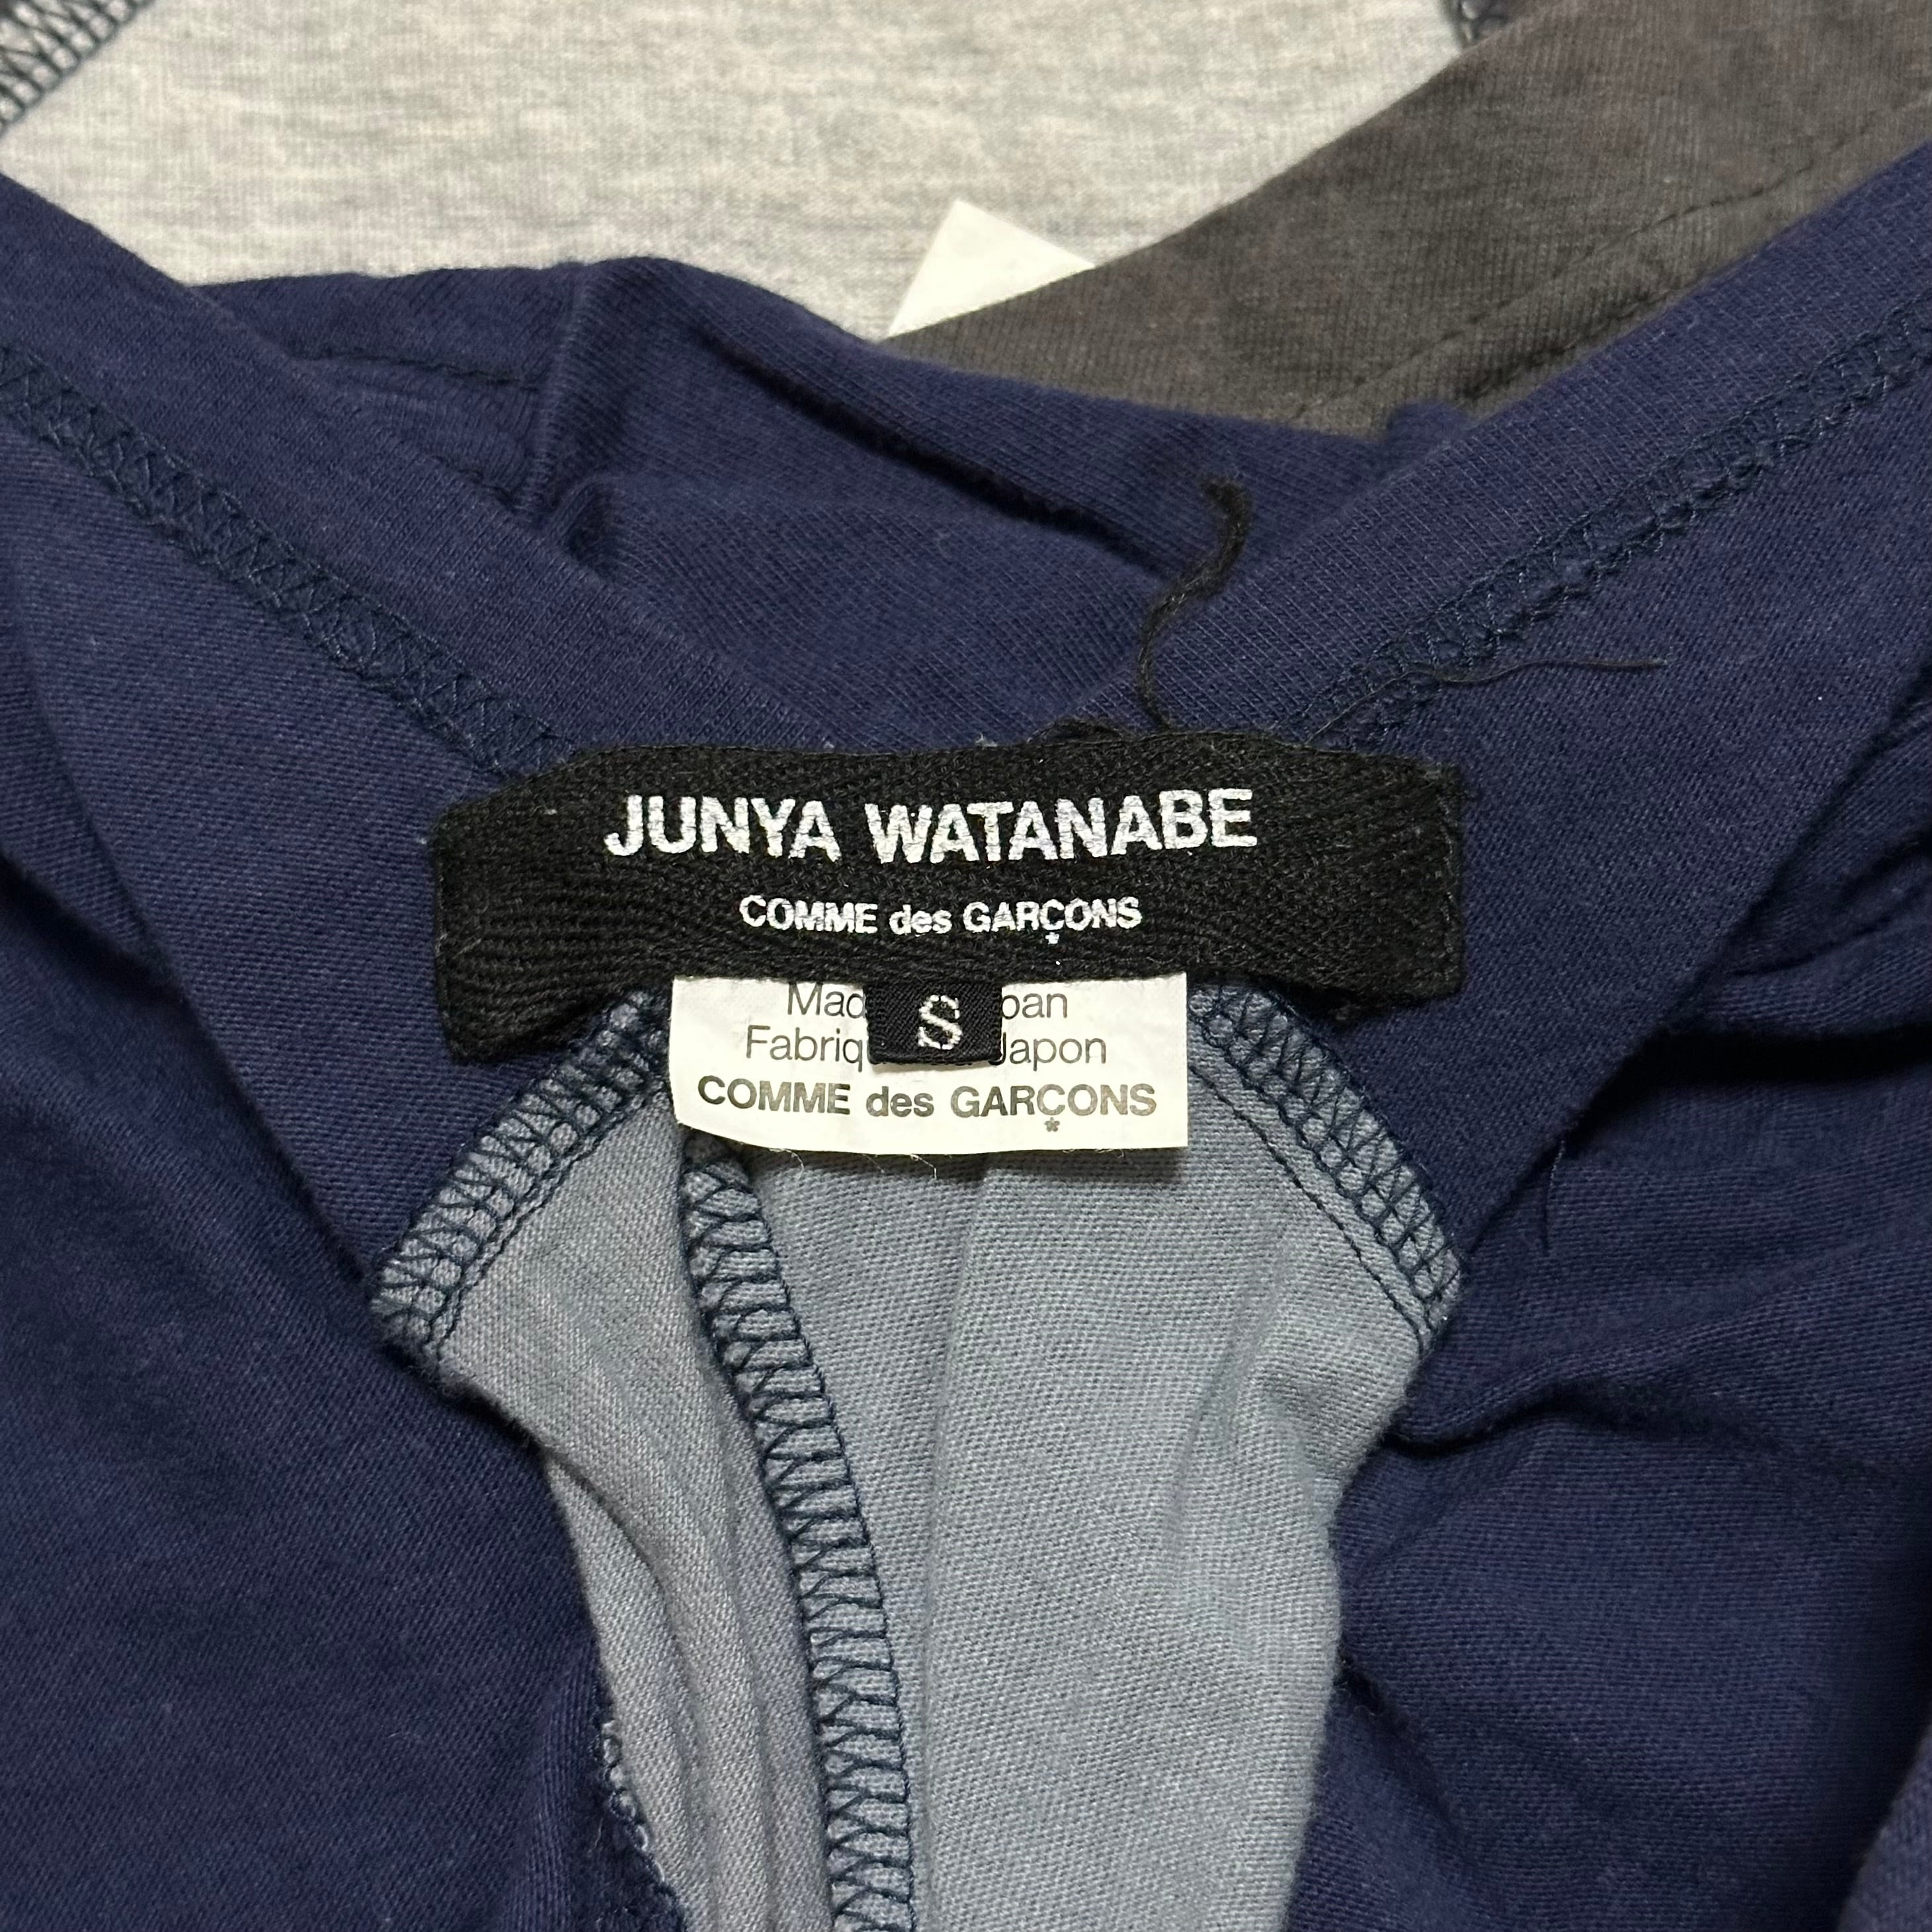 JUNYA WATANABE
COMME des GARÇONS
S
COMME des GARÇONS